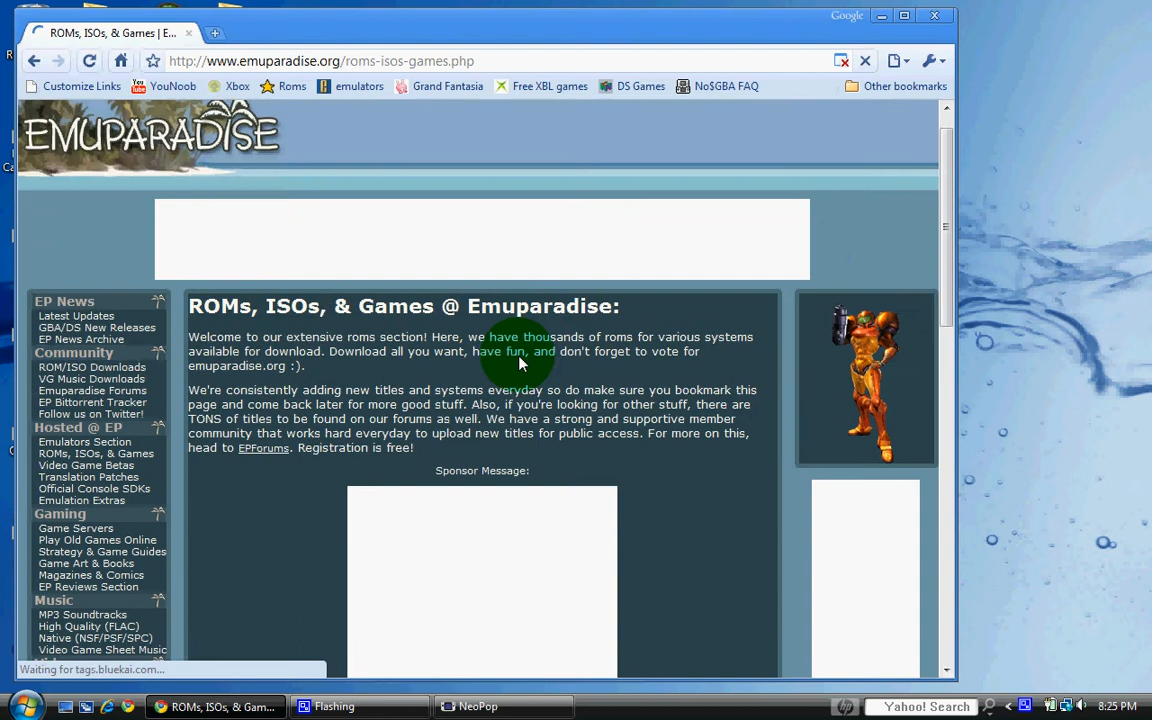 Google
ROMs, ISOs, & Games | E...
http://www.emuparadise.org/roms-isos-games.php
Customize Links YouNoob Xbox Roms emulators Grand Fantasia Free XBL games DS Games No$GBA FAQ Other bookmarks
EMUPARADISE
EP News
Latest Updates
GBA/DS New Releases
EP News Archive
Community
ROM/ISO Downloads
VG Music Downloads
Emuparadise Forums
EP Bittorrent Tracker
Follow us on Twitter!
Hosted @ EP
Emulators Section
ROMs, ISOs, & Games
Video Game Betas
Translation Patches
Official Console SDKs
Emulation Extras
Gaming
Game Servers
Play Old Games Online
Strategy & Game Guides
Game Art & Books
Magazines & Comics
EP Reviews Section
Music
MP3 Soundtracks
High Quality (FLAC)
Native (NSF/PSF/SPC)
Video Game Sheet Music
ROMs, ISOs, & Games @ Emuparadise:
Welcome to our extensive roms section! Here, we have thousands of roms for various systems
available for download. Download all you want, have fun, and don't forget to vote for
emuparadise.org :).
We're consistently adding new titles and systems everyday so do make sure you bookmark this
page and come back later for more good stuff. Also, if you're looking for other stuff, there are
TONS of titles to be found on our forums as well. We have a strong and supportive member
community that works hard everyday to upload new titles for public access. For more on this,
head to EPForums. Registration is free!
Sponsor Message:
Waiting for tags.bluekai.com...
ROMs, ISOs, & Gam... Flashing NeoPop hp Yahoo! Search 8:25 PM